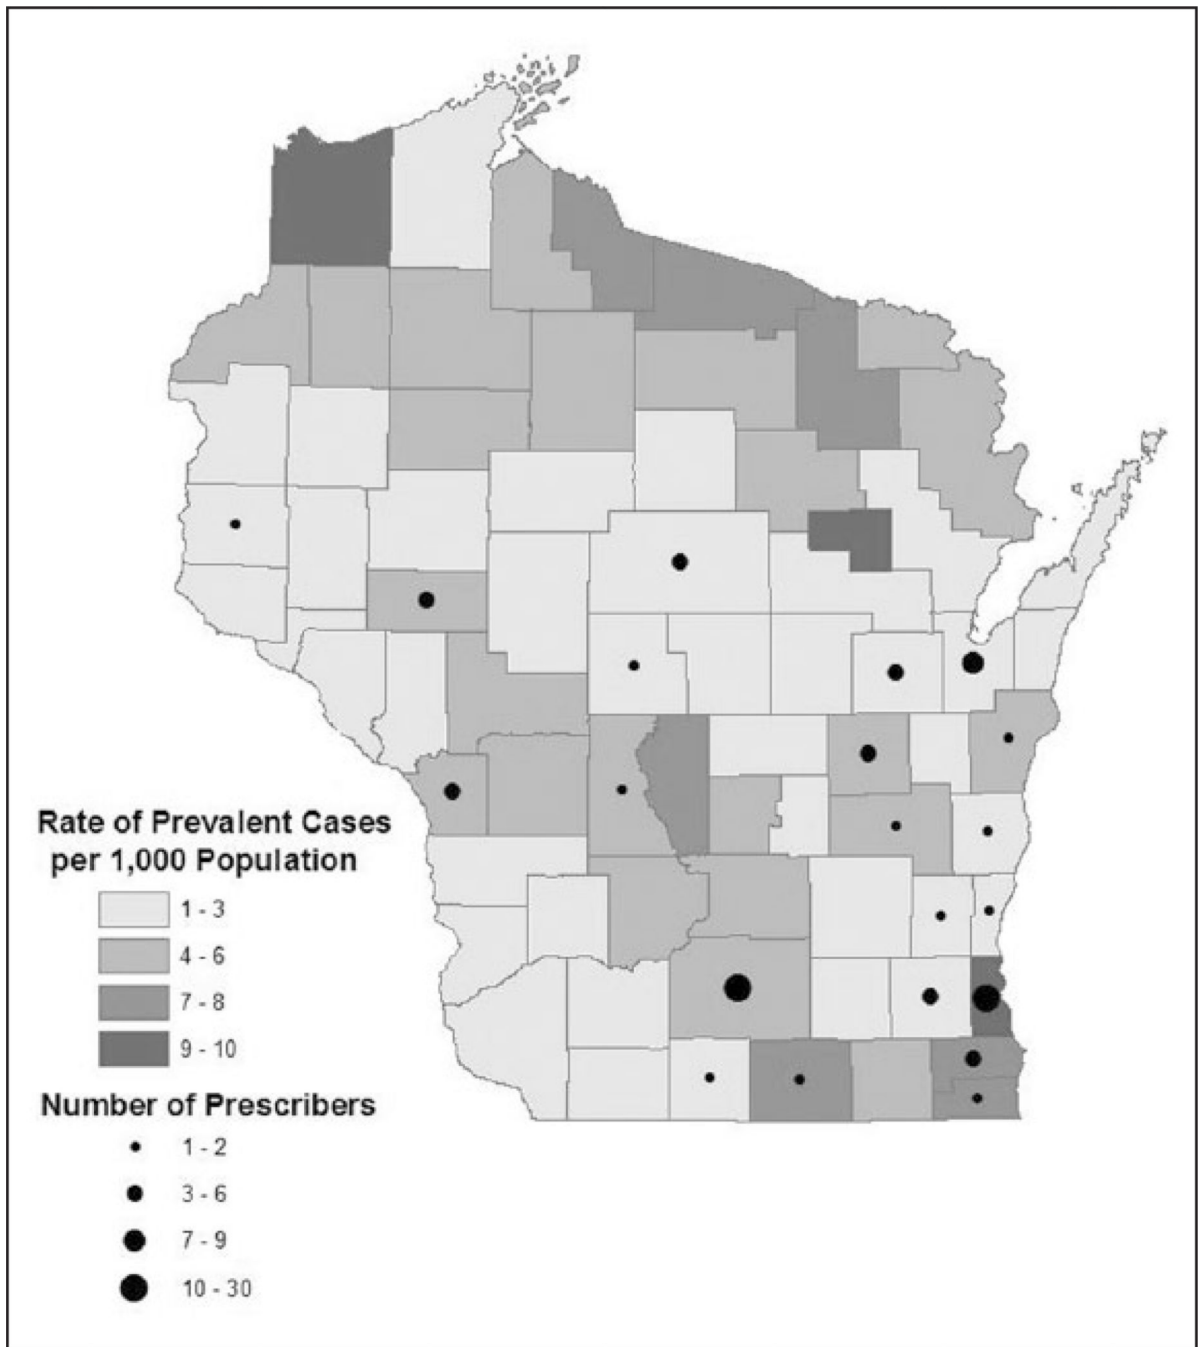 Rate of Prevalent Cases
per 1,000 Population
1 - 3
4 - 6
7 - 8
9 - 10
Number of Prescribers
1 - 2
3 - 6
7 - 9
10 - 30